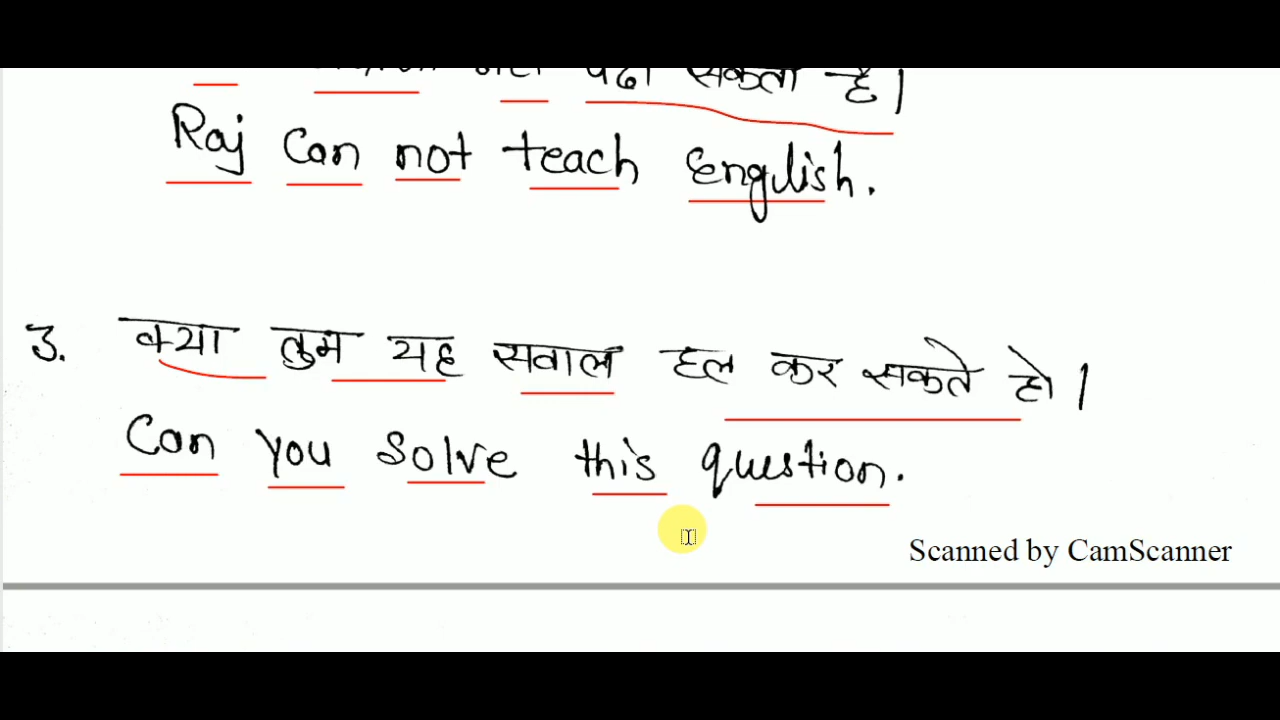 सकता है।
Raj Can not teach English.
3. क्या तुम यह सवाल हल कर सकते हो।
Can you solve this question.
Scanned by CamScanner